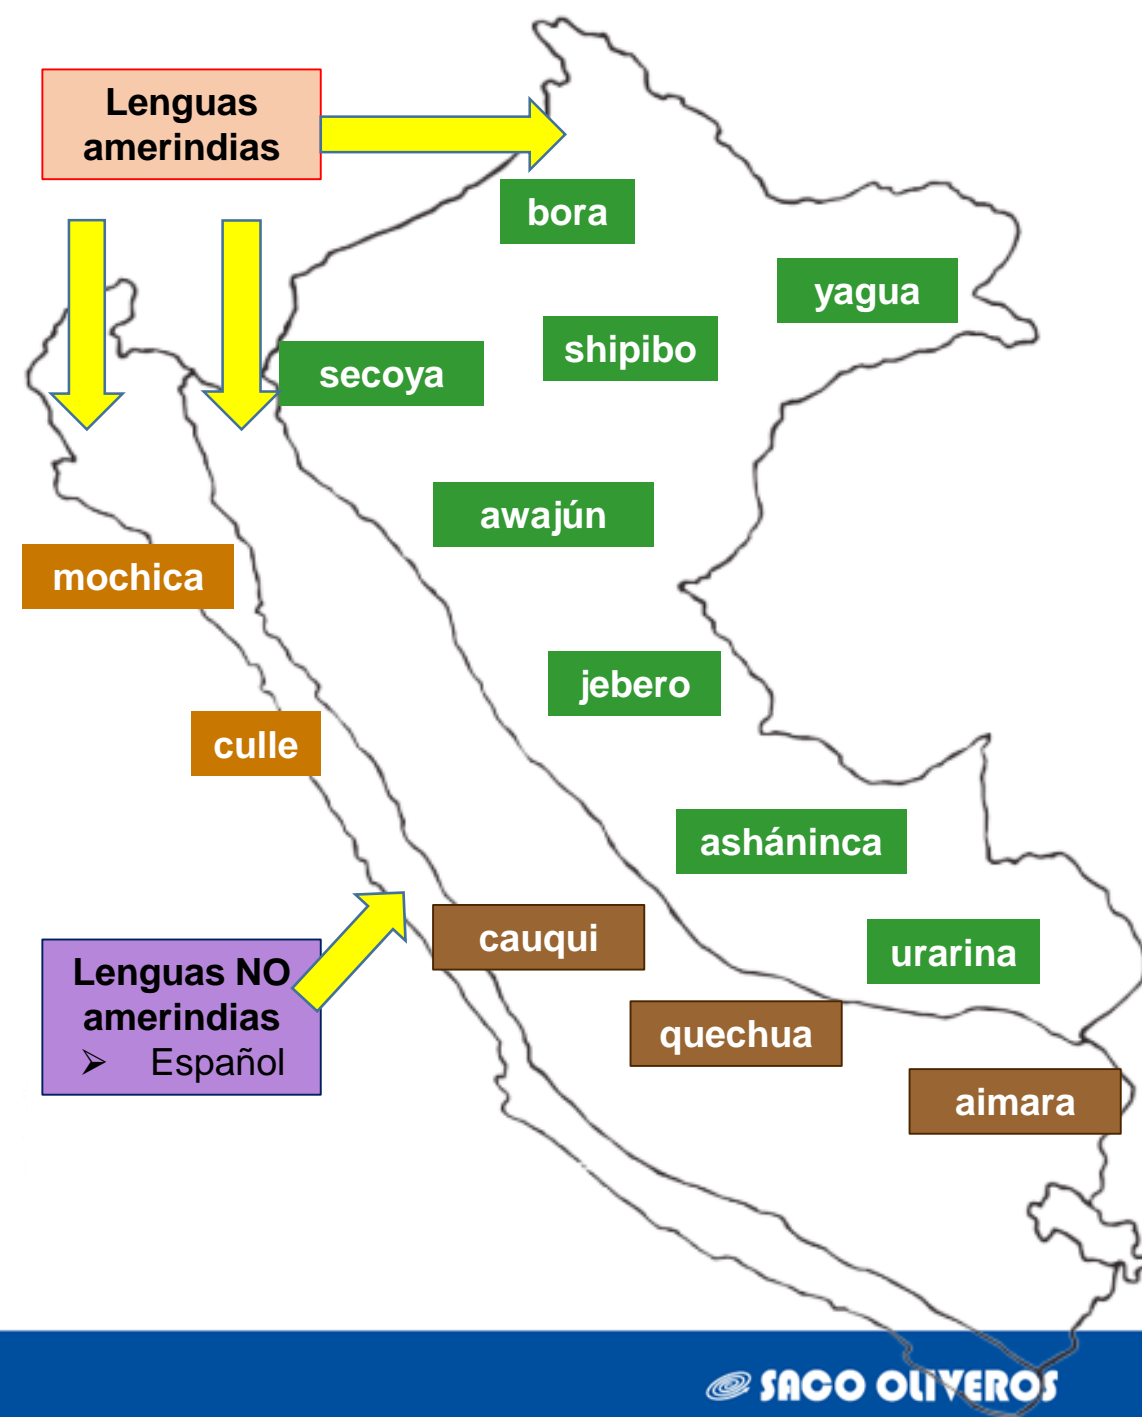 Lenguas
amerindias
bora
yagua
shipibo
secoya
awajún
mochica
jebero
culle
asháninca
cauqui
urarina
Lenguas NO
amerindias
➢ Español
quechua
aimara
SACO OLIVEROS